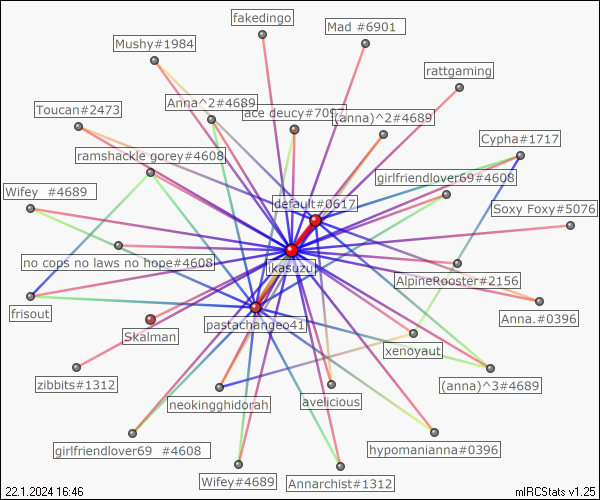 fakedingo
Mad #6901
Mushy#1984
rattgaming
Anna^2#4689
Toucan#2473
ace deucy#709
(anna)^2#4689
Cypha#1717
ramshackle gorey#4608
girlfriendlover69#4608
Wifey #4689
default#0617
Soxy Foxy#5076
no cops no laws no hope#4608
ikasuzu
AlpineRooster#2156
frisout
Anna.#0396
pastachangeo41
Skalman
xenoyaut
zibbits#1312
(anna)^3#4689
neokingghidorah
avelicious
girlfriendlover69 #4608
hypomanianna#0396
Wifey#4689
Annarchist#1312
22.1.2024 16:46
mIRCStats v1.25